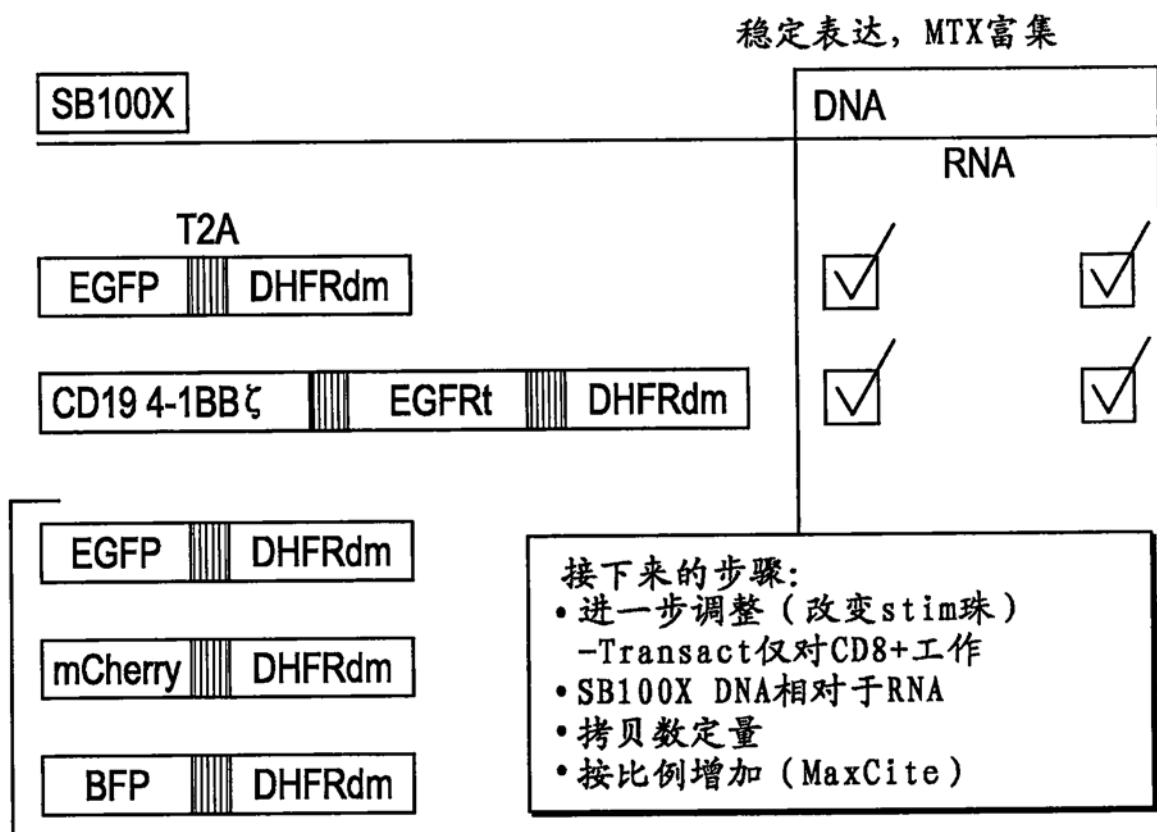 稳定表达, MTX富集
SB100X
DNA
RNA
T2A
EGFP DHFRdm
CD19 4-1BBζ EGFRt DHFRdm
EGFP DHFRdm
mCherry DHFRdm
BFP DHFRdm
接下来的步骤:
•进一步调整（改变stim珠）
-Transact仅对CD8+工作
•SB100X DNA相对于RNA
•拷贝数定量
•按比例增加（MaxCite）